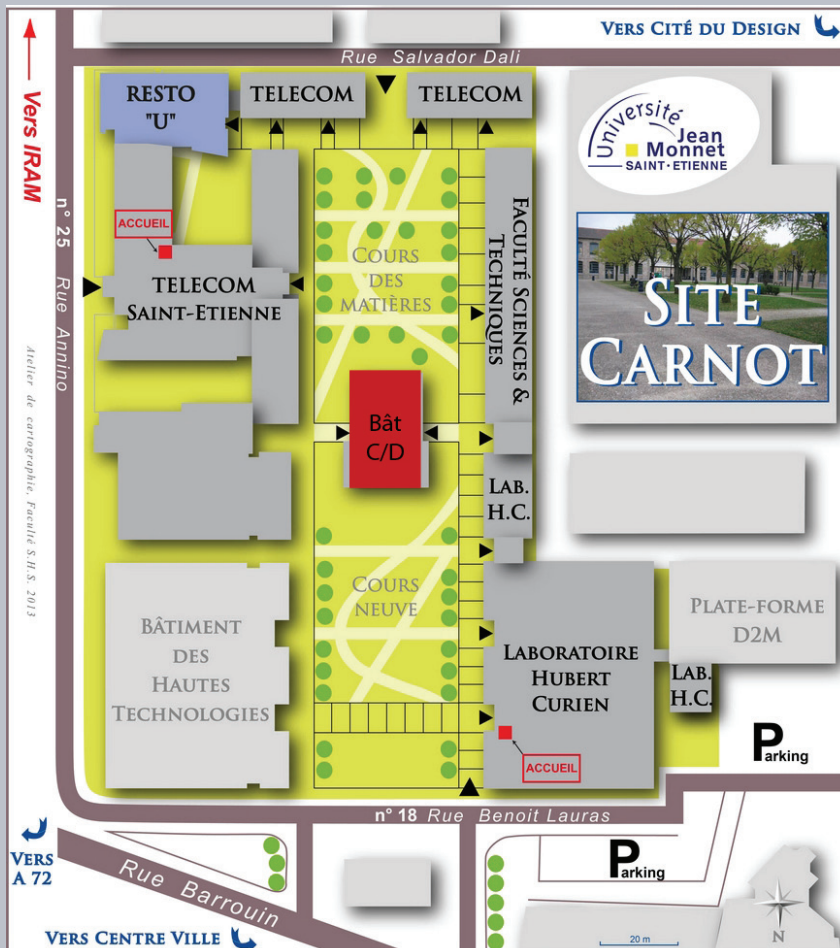 VERS CITÉ DU DESIGN
Rue Salvador Dali
Vers IRAM
RESTO
"U"
TELECOM
TELECOM
Université
Jean
Monnet
SAINT-ETIENNE
n° 25 Rue Annino
ACCUEIL
TELECOM
SAINT-ETIENNE
COURS
DES
MATIÈRES
FACULTÉ SCIENCES &
TECHNIQUES
SITE
CARNOT
Atelier de cartographie, Faculté S.H.S. 2013
Bât
C/D
LAB.
H.C.
COURS
NEUVE
BÂTIMENT
DES
HAUTES
TECHNOLOGIES
LABORATOIRE
HUBERT
CURIEN
PLATE-FORME
D2M
LAB.
H.C.
ACCUEIL
Parking
n° 18 Rue Benoit Lauras
VERS
A 72
Rue Barrouin
Parking
VERS CENTRE VILLE
20 m
N